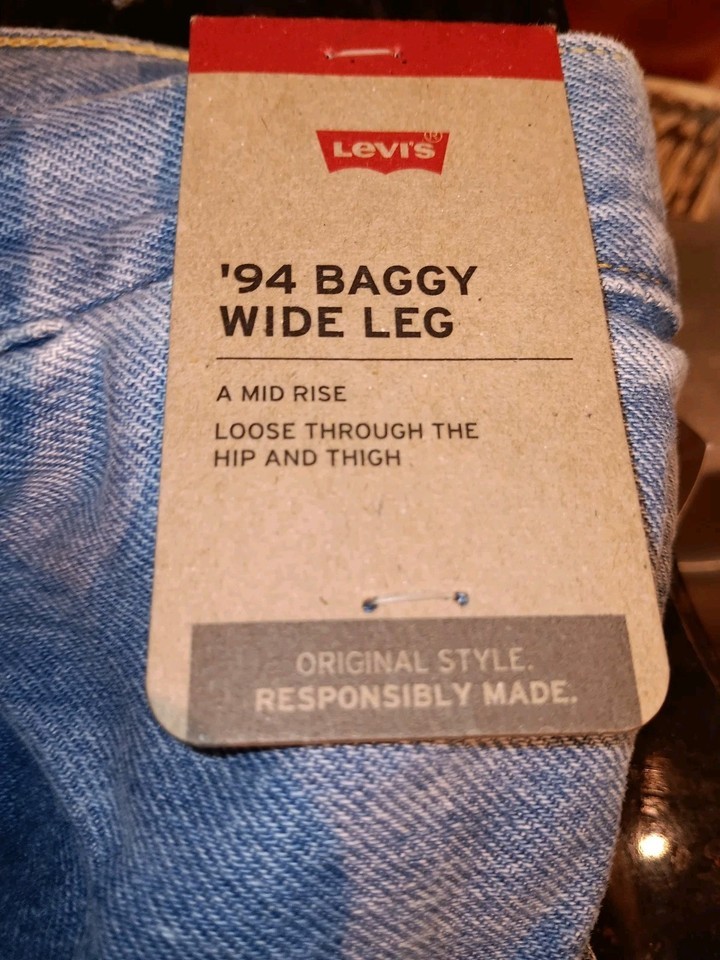 LEVI'S®
'94 BAGGY
WIDE LEG
A MID RISE
LOOSE THROUGH THE
HIP AND THIGH
ORIGINAL STYLE.
RESPONSIBLY MADE.